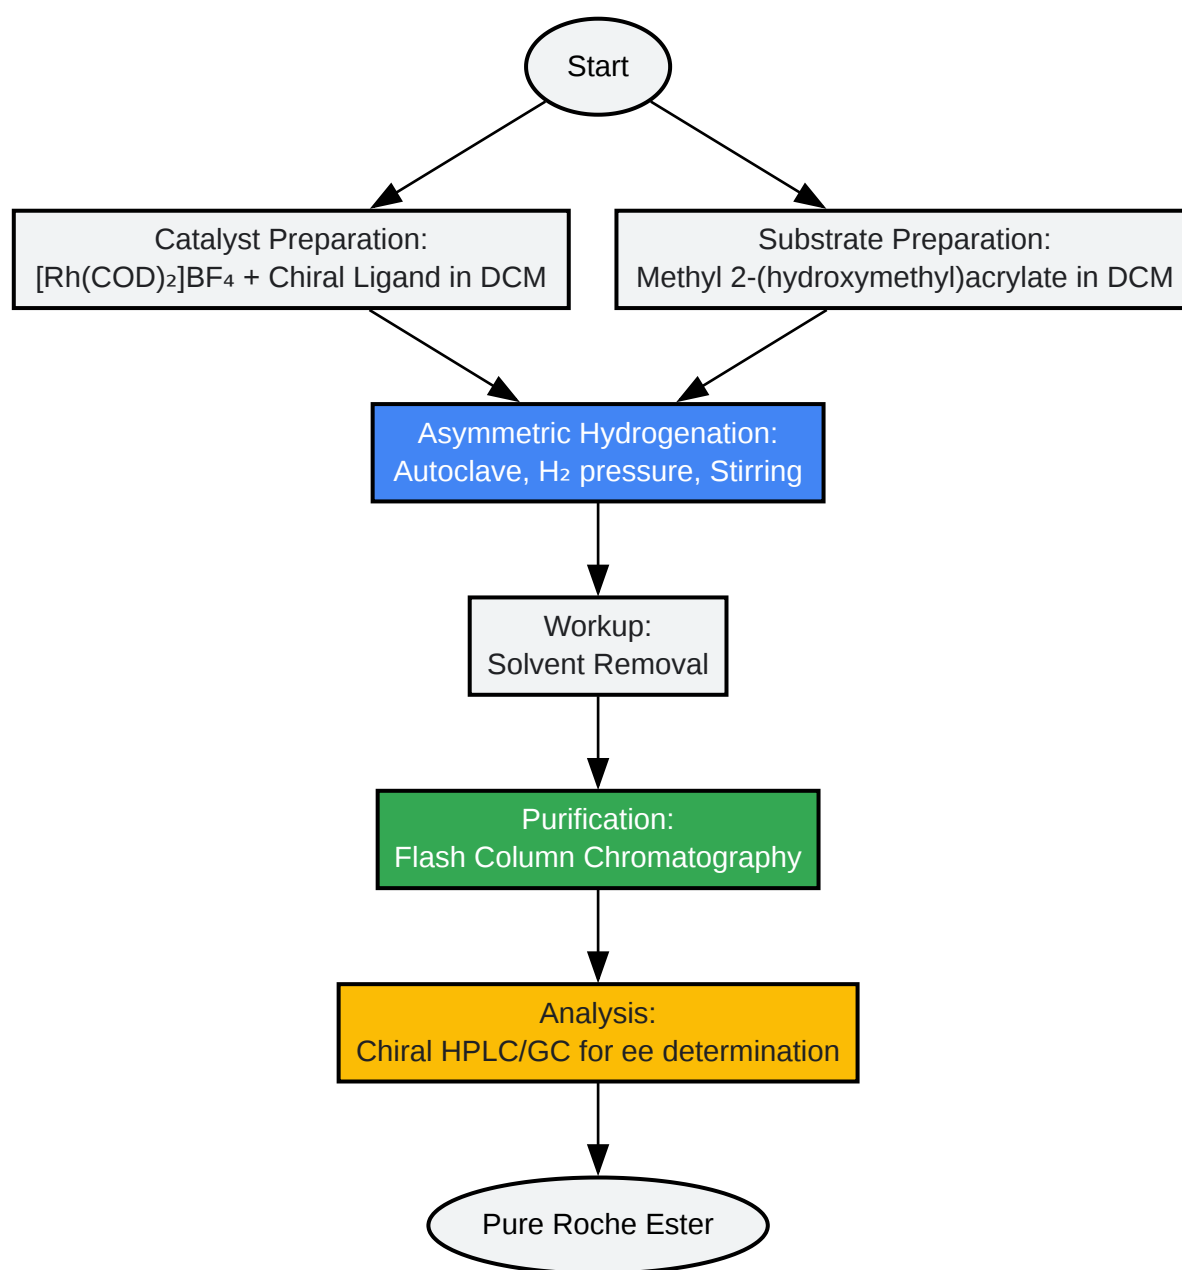 Start
Catalyst Preparation:
[Rh(COD)₂]BF₄ + Chiral Ligand in DCM
Substrate Preparation:
Methyl 2-(hydroxymethyl)acrylate in DCM
Asymmetric Hydrogenation:
Autoclave, H₂ pressure, Stirring
Workup:
Solvent Removal
Purification:
Flash Column Chromatography
Analysis:
Chiral HPLC/GC for ee determination
Pure Roche Ester